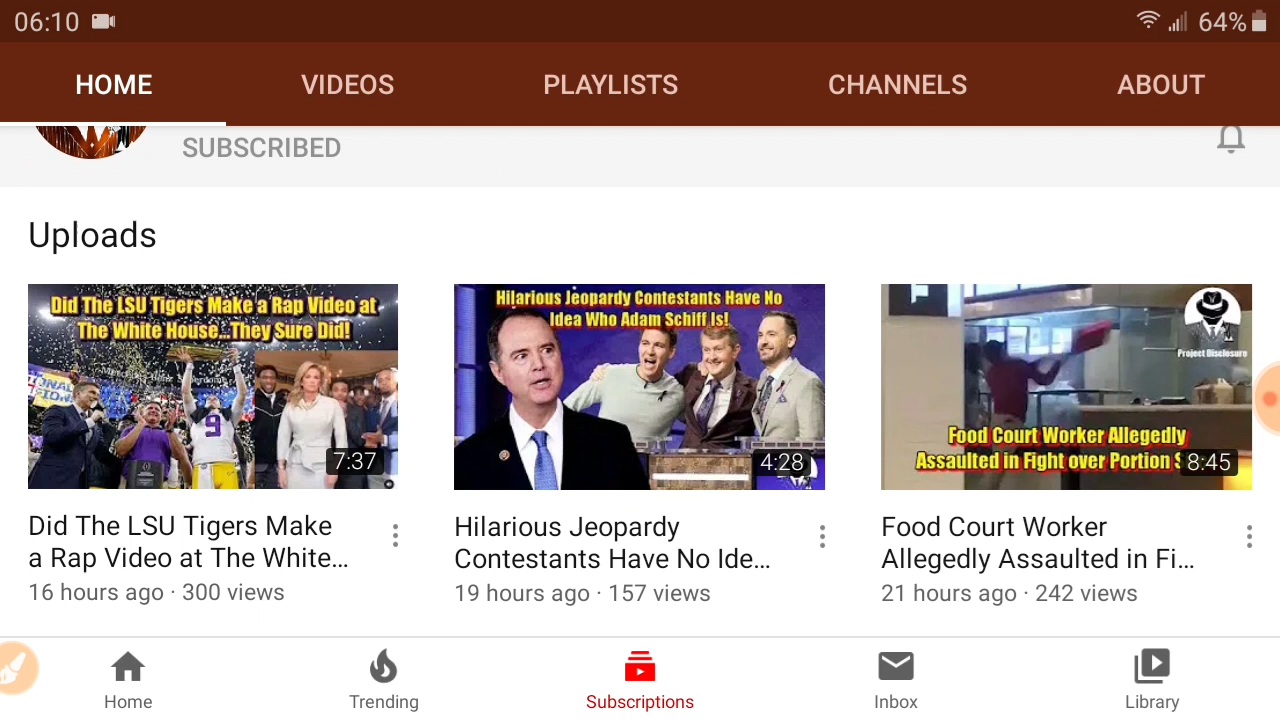 06:10
64%
HOME
VIDEOS
PLAYLISTS
CHANNELS
ABOUT
SUBSCRIBED
Uploads
Did The LSU Tigers Make a Rap Video at
The White House...They Sure Did!
9
7:37
Hilarious Jeopardy Contestants Have No
Idea Who Adam Schiff Is!
4:28
Project Disclosure
Food Court Worker Allegedly
Assaulted in Fight over Portion
8:45
Did The LSU Tigers Make
a Rap Video at The White...
16 hours ago · 300 views
Hilarious Jeopardy
Contestants Have No Ide...
19 hours ago · 157 views
Food Court Worker
Allegedly Assaulted in Fi...
21 hours ago · 242 views
Home
Trending
Subscriptions
Inbox
Library